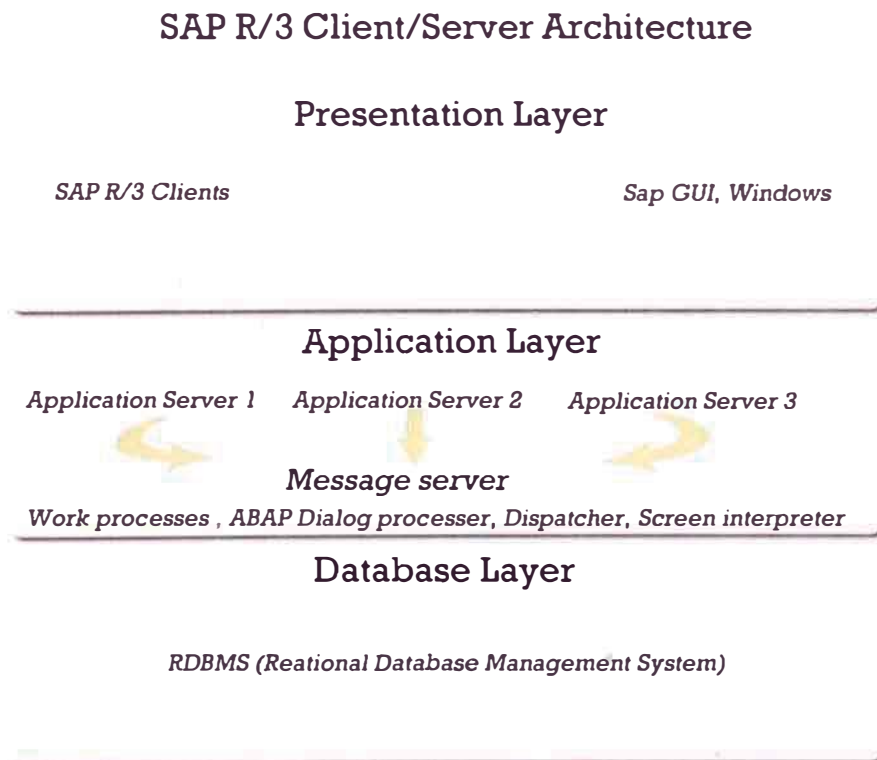 SAP R/3 Client/Server Architecture
Presentation Layer
SAP R/3 Clients Sap GUI, Windows
Application Layer
Application Server 1 Application Server 2 Application Server 3
Message server
Work processes , ABAP Dialog processer, Dispatcher, Screen interpreter
Database Layer
RDBMS (Reational Database Management System)